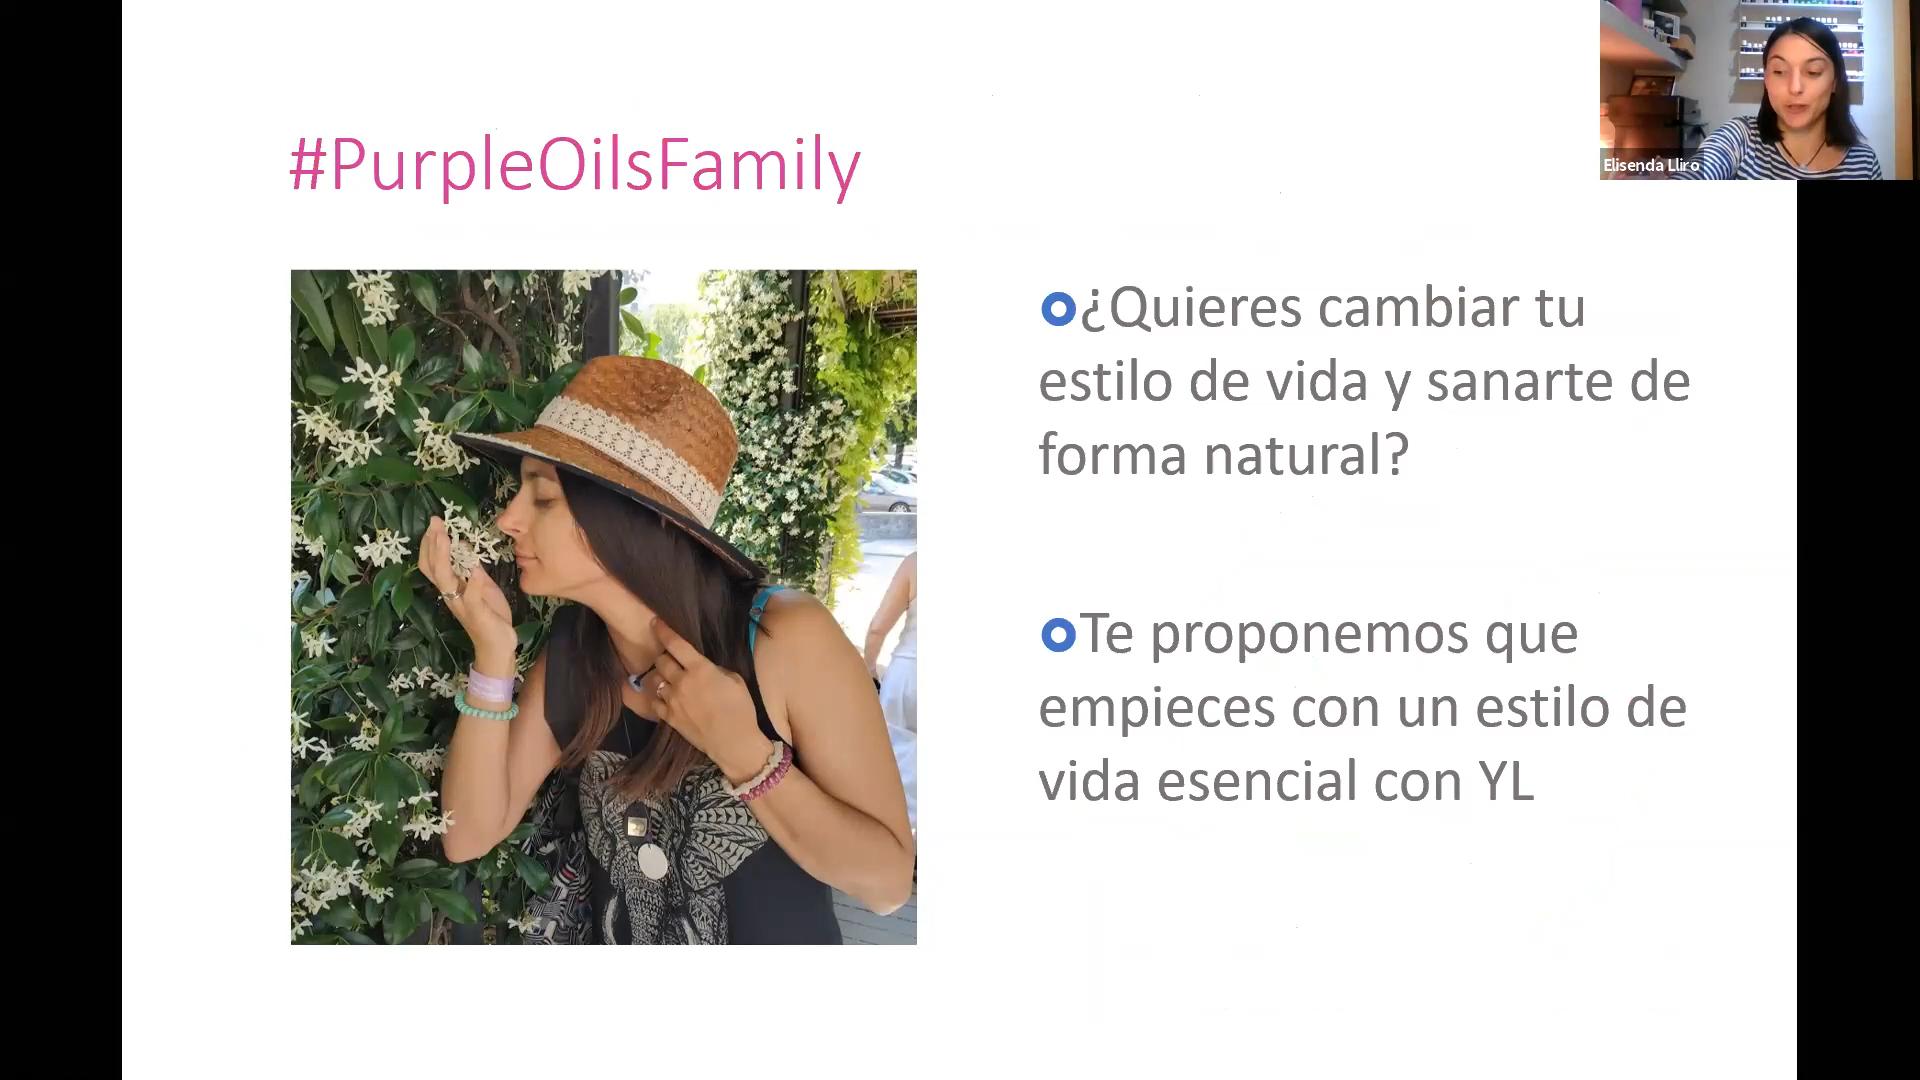 #PurpleOilsFamily
Elisenda Lliro
¿Quieres cambiar tu
estilo de vida y sanarte de
forma natural?
Te proponemos que
empieces con un estilo de
vida esencial con YL